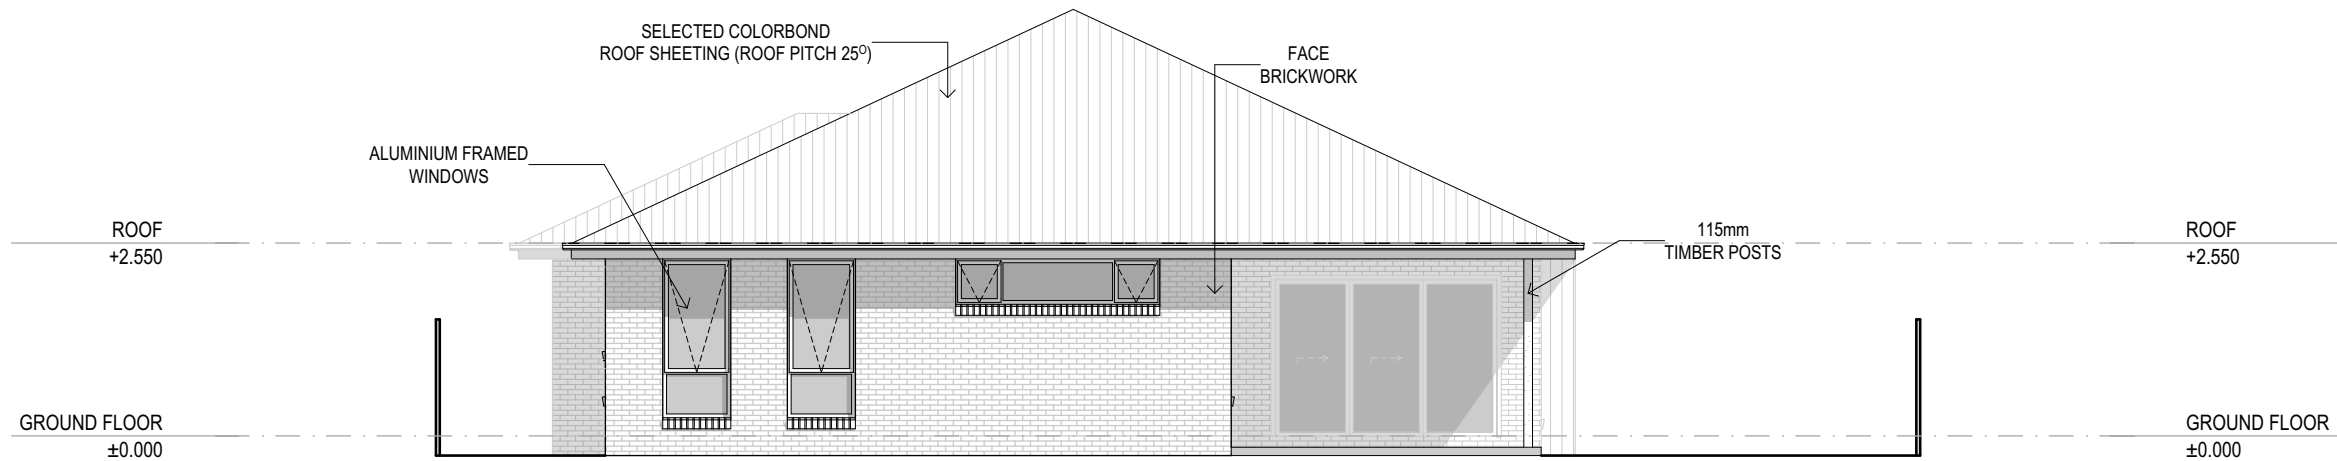 SELECTED COLORBOND
ROOF SHEETING (ROOF PITCH 25⁰)
FACE
BRICKWORK
ALUMINIUM FRAMED
WINDOWS
ROOF
+2.550
115mm
TIMBER POSTS
ROOF
+2.550
GROUND FLOOR
±0.000
GROUND FLOOR
±0.000